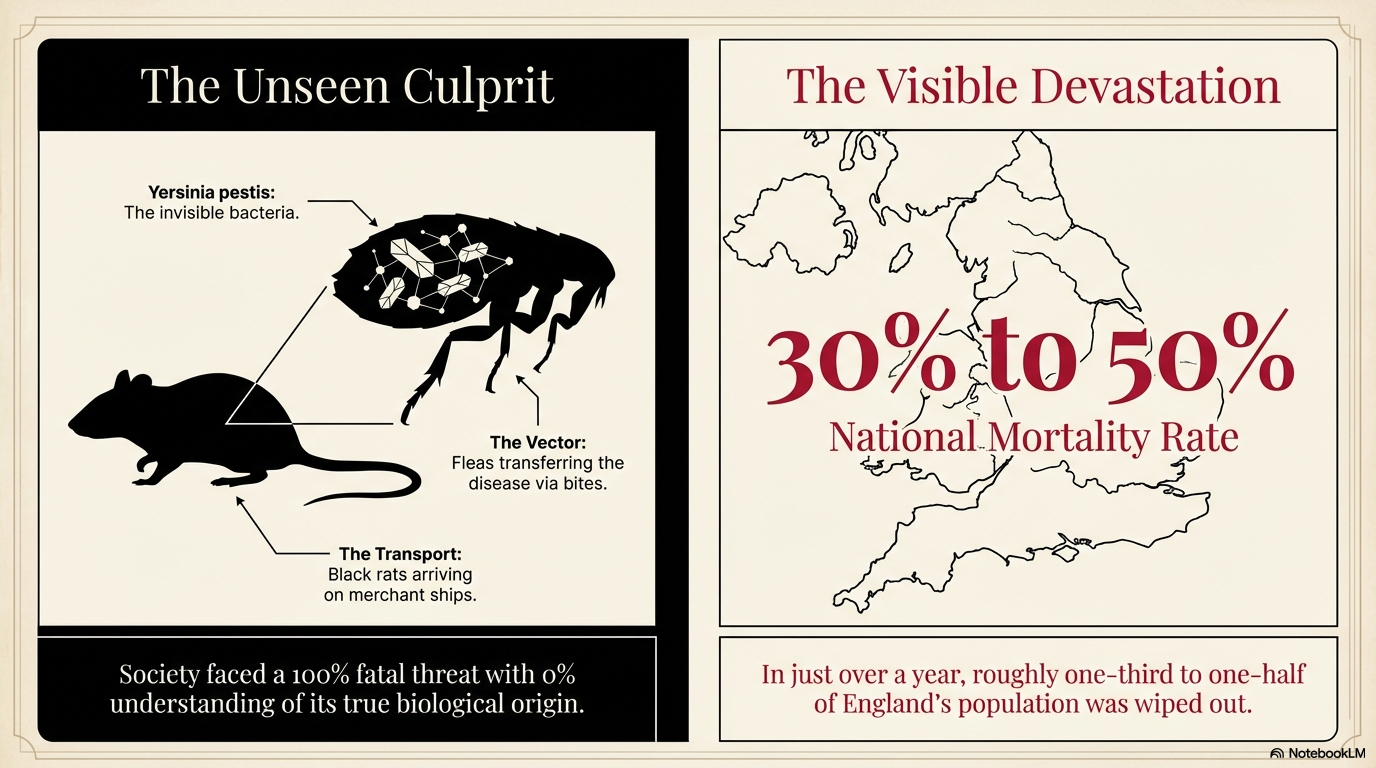 The Unseen Culprit
Yersinia pestis:
The invisible bacteria.
The Vector:
Fleas transferring the
disease via bites.
The Transport:
Black rats arriving
on merchant ships.
Society faced a 100% fatal threat with 0%
understanding of its true biological origin.
The Visible Devastation
30% to 50%
National Mortality Rate
In just over a year, roughly one-third to one-half
of England's population was wiped out.
NotebookLM